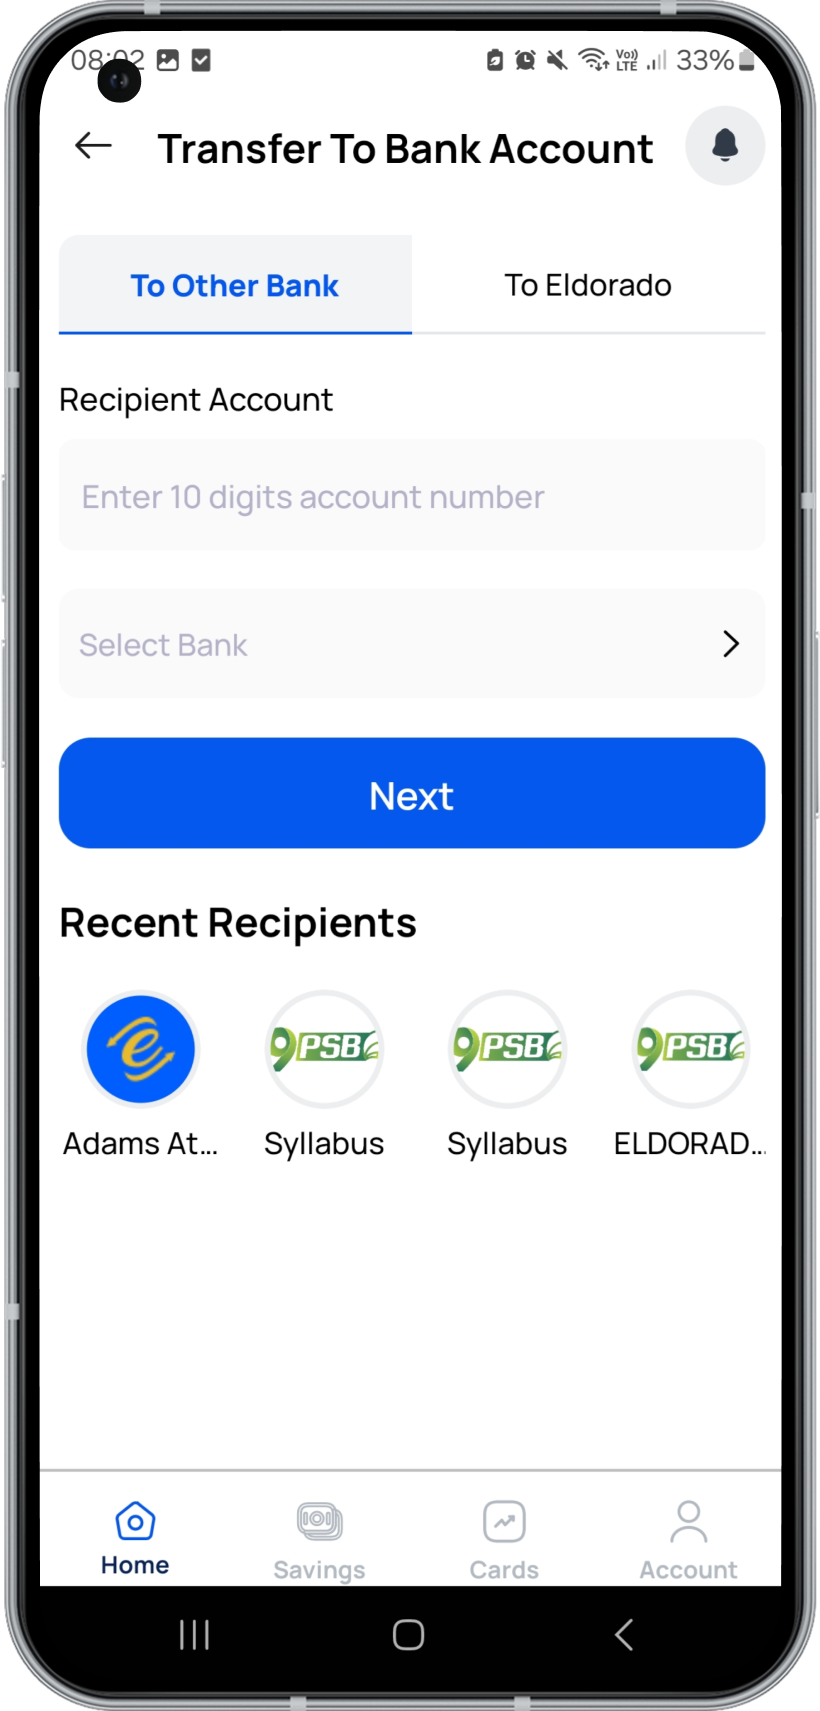 08:02 Vo)) LTE 33%
Transfer To Bank Account
To Other Bank
To Eldorado
Recipient Account
Enter 10 digits account number
Select Bank
Next
Recent Recipients
e 9PSB 9PSB 9PSB
Adams At... Syllabus Syllabus ELDORAD...
Home Savings Cards Account